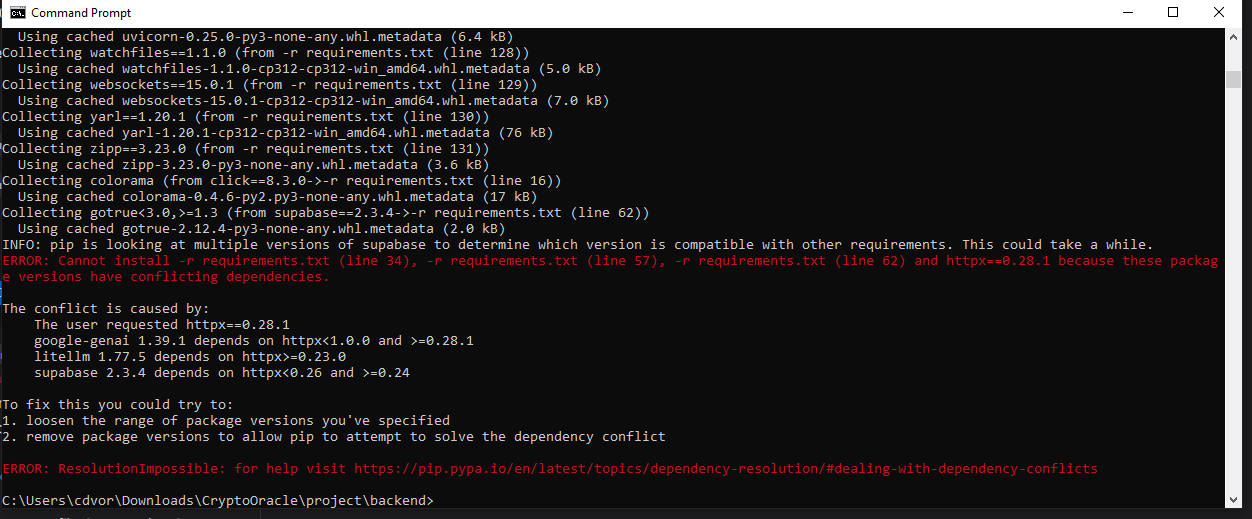 Command Prompt
Using cached uvicorn-0.25.0-py3-none-any.whl.metadata (6.4 kB)
Collecting watchfiles==1.1.0 (from -r requirements.txt (line 128))
Using cached watchfiles-1.1.0-cp312-cp312-win_amd64.whl.metadata (5.0 kB)
Collecting websockets==15.0.1 (from -r requirements.txt (line 129))
Using cached websockets-15.0.1-cp312-cp312-win_amd64.whl.metadata (7.0 kB)
Collecting yarl==1.20.1 (from -r requirements.txt (line 130))
Using cached yarl-1.20.1-cp312-cp312-win_amd64.whl.metadata (76 kB)
Collecting zipp==3.23.0 (from -r requirements.txt (line 131))
Using cached zipp-3.23.0-py3-none-any.whl.metadata (3.6 kB)
Collecting colorama (from click==8.3.0->-r requirements.txt (line 16))
Using cached colorama-0.4.6-py2.py3-none-any.whl.metadata (17 kB)
Collecting gotrue<3.0,>=1.3 (from supabase==2.3.4->-r requirements.txt (line 62))
Using cached gotrue-2.12.4-py3-none-any.whl.metadata (2.0 kB)
INFO: pip is looking at multiple versions of supabase to determine which version is compatible with other requirements. This could take a while.
ERROR: Cannot install -r requirements.txt (line 34), -r requirements.txt (line 57), -r requirements.txt (line 62) and httpx==0.28.1 because these packag
e versions have conflicting dependencies.
The conflict is caused by:
The user requested httpx==0.28.1
google-genai 1.39.1 depends on httpx<1.0.0 and >=0.28.1
litellm 1.77.5 depends on httpx>=0.23.0
supabase 2.3.4 depends on httpx<0.26 and >=0.24
To fix this you could try to:
1. loosen the range of package versions you've specified
2. remove package versions to allow pip to attempt to solve the dependency conflict
ERROR: ResolutionImpossible: for help visit https://pip.pypa.io/en/latest/topics/dependency-resolution/#dealing-with-dependency-conflicts
C:\Users\cdvor\Downloads\CryptoOracle\project\backend>